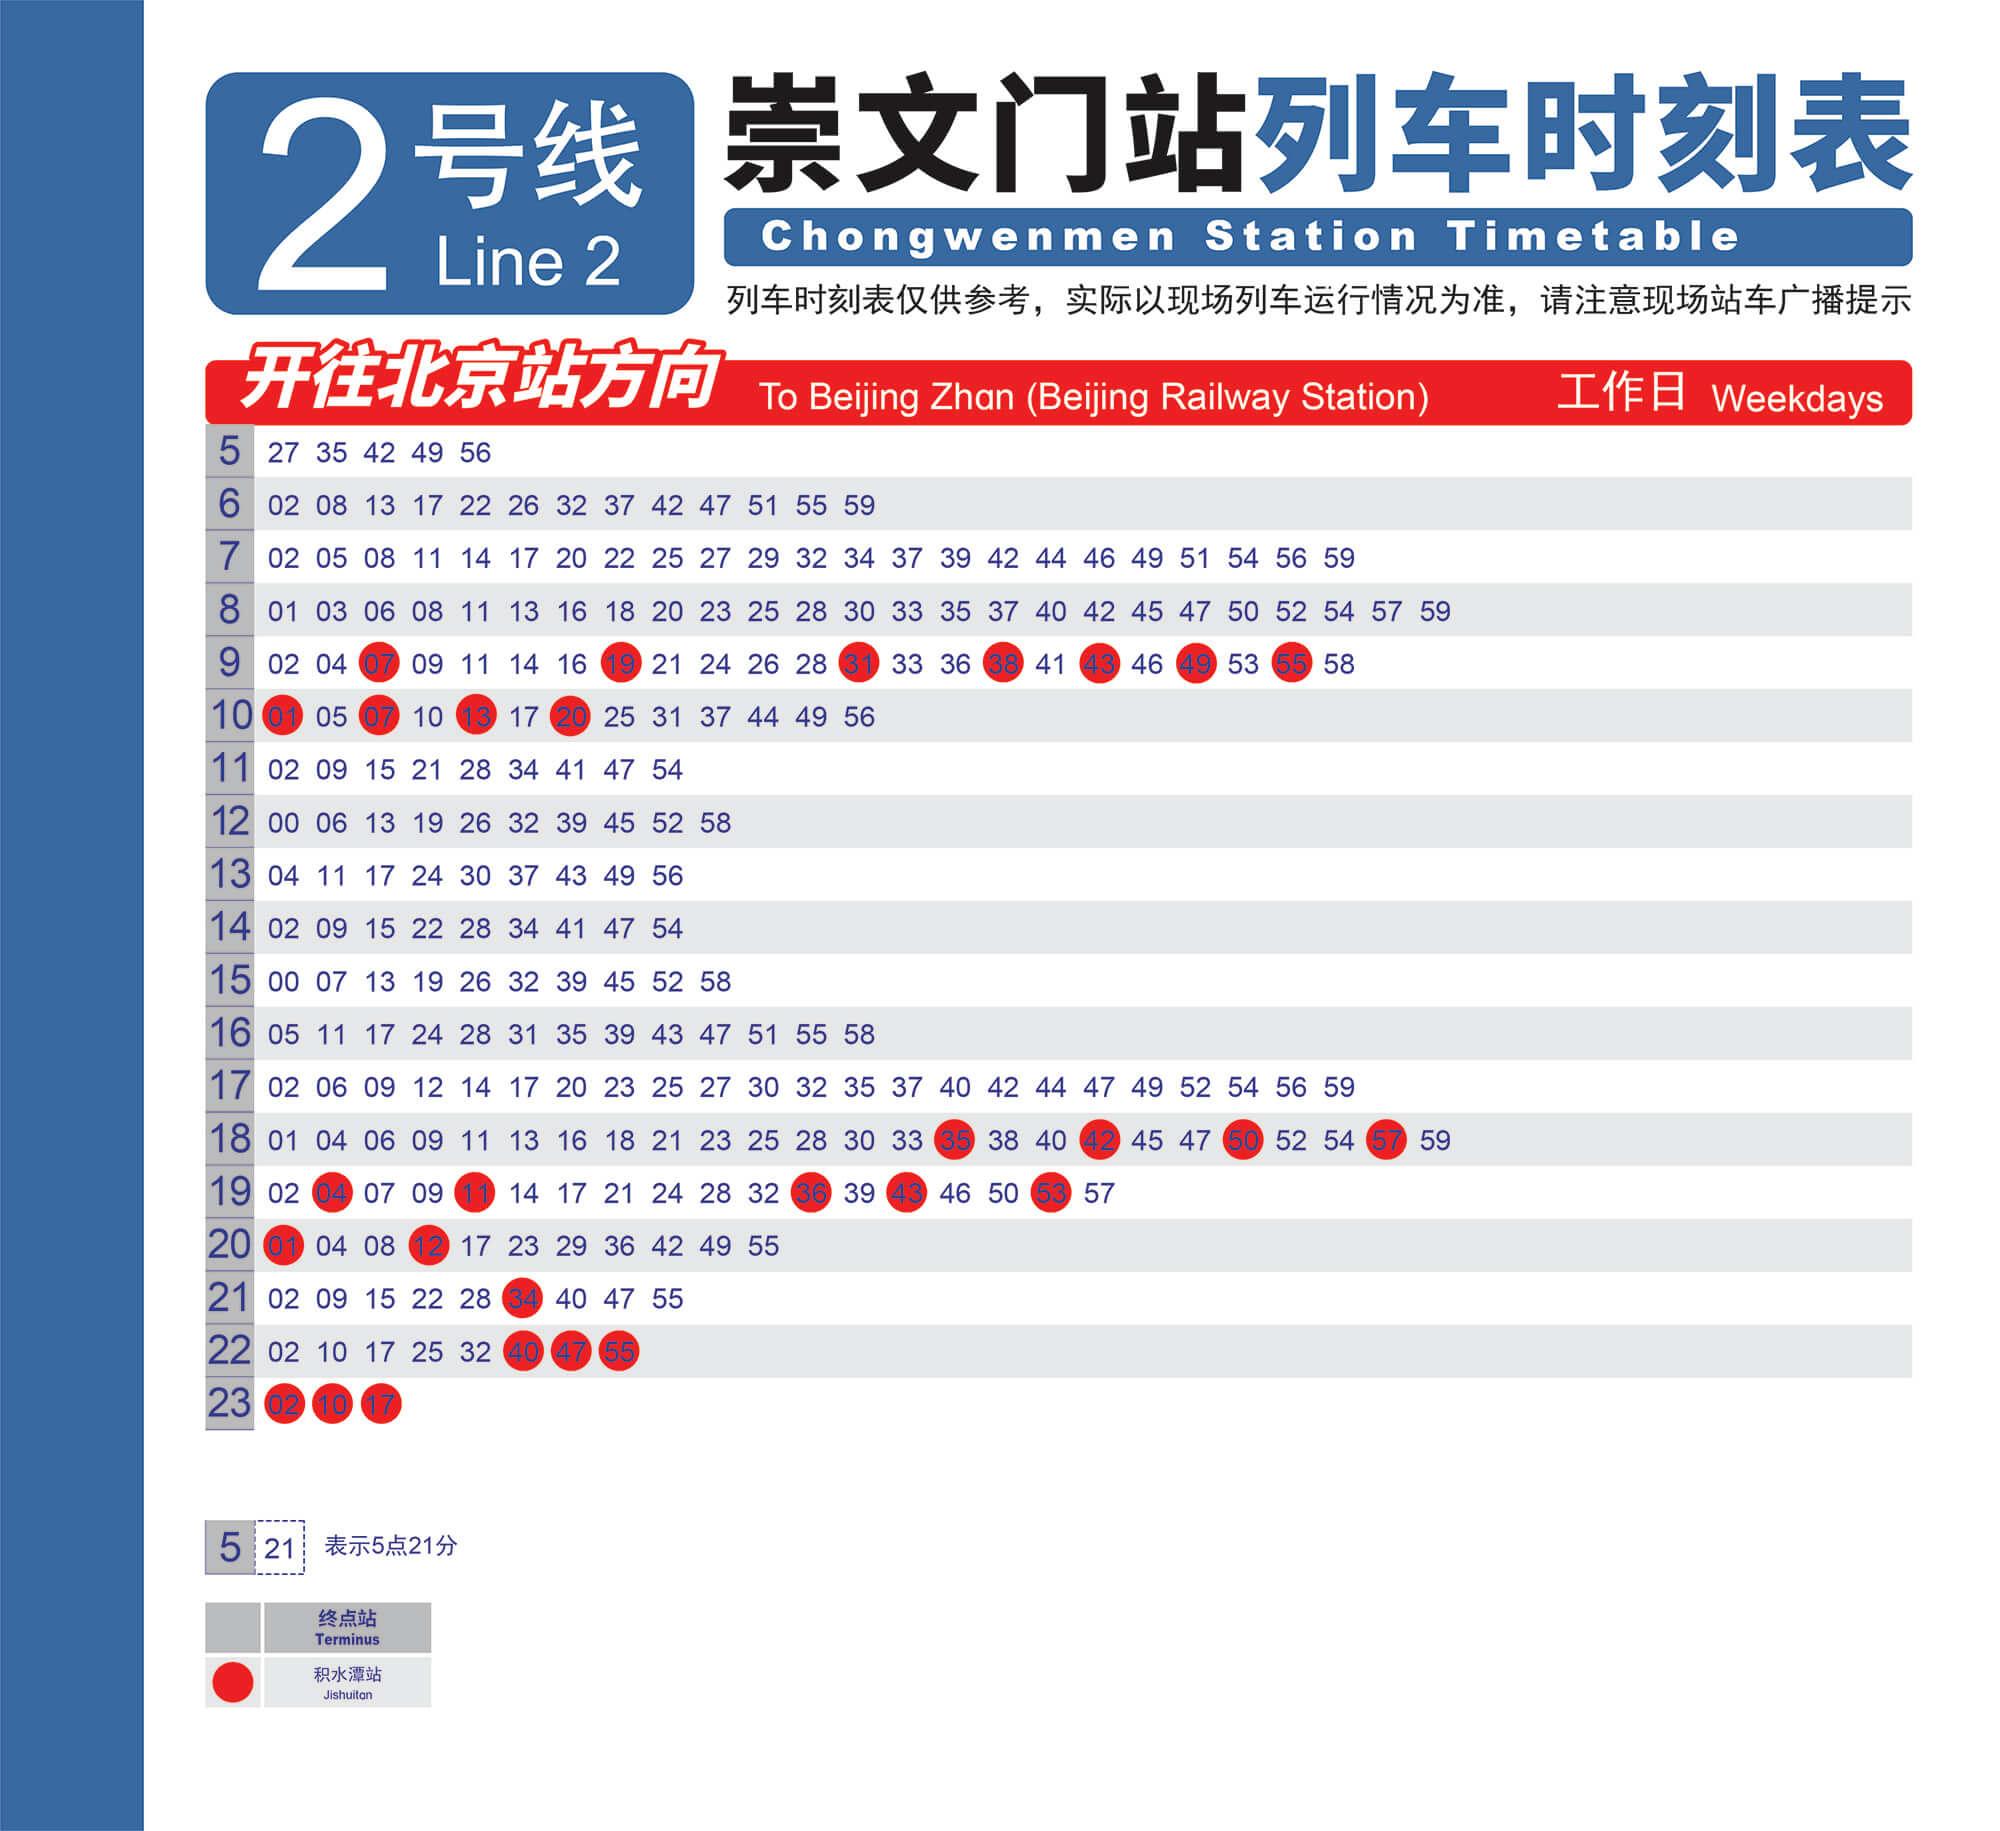 2号线
Line 2
崇文门站列车时刻表
Chongwenmen Station Timetable
列车时刻表仅供参考，实际以现场列车运行情况为准，请注意现场站车广播提示
开往北京站方向 To Beijing Zhan (Beijing Railway Station) 工作日 Weekdays
5 27 35 42 49 56
6 02 08 13 17 22 26 32 37 42 47 51 55 59
7 02 05 08 11 14 17 20 22 25 27 29 32 34 37 39 42 44 46 49 51 54 56 59
8 01 03 06 08 11 13 16 18 20 23 25 28 30 33 35 37 40 42 45 47 50 52 54 57 59
9 02 04 07 09 11 14 16 19 21 24 26 28 31 33 36 38 41 43 46 49 53 55 58
10 01 05 07 10 13 17 20 25 31 37 44 49 56
11 02 09 15 21 28 34 41 47 54
12 00 06 13 19 26 32 39 45 52 58
13 04 11 17 24 30 37 43 49 56
14 02 09 15 22 28 34 41 47 54
15 00 07 13 19 26 32 39 45 52 58
16 05 11 17 24 28 31 35 39 43 47 51 55 58
17 02 06 09 12 14 17 20 23 25 27 30 32 35 37 40 42 44 47 49 52 54 56 59
18 01 04 06 09 11 13 16 18 21 23 25 28 30 33 35 38 40 42 45 47 50 52 54 57 59
19 02 04 07 09 11 14 17 21 24 28 32 36 39 43 46 50 53 57
20 01 04 08 12 17 23 29 36 42 49 55
21 02 09 15 22 28 34 40 47 55
22 02 10 17 25 32 40 47 55
23 02 10 17
5 21 表示5点21分
终点站
Terminus
积水潭站
Jishuitan